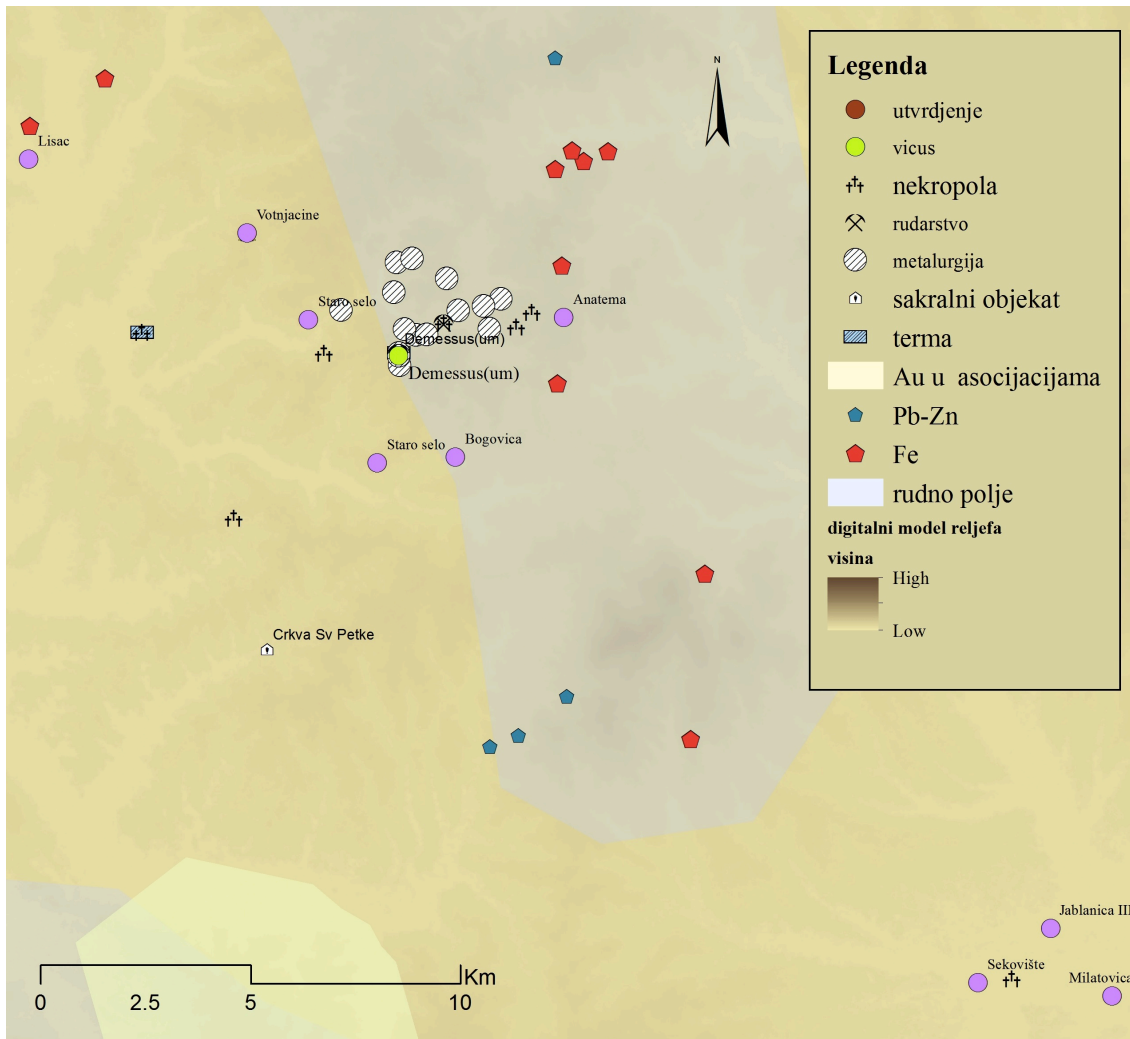 N
Legenda
utvrdjenje
vicus
nekropola
rudarstvo
metalurgija
sakralni objekat
terma
Au u asocijacijama
Pb-Zn
Fe
rudno polje
digitalni model reljefa
visina
High
Low
Lisac
Votnjacine
Staro selo
Anatema
Demessus(um)
Demessus(um)
Staro selo
Bogovica
Crkva Sv Petke
Jablanica III
Sekovište
Milatovica
Km
0 2.5 5 10